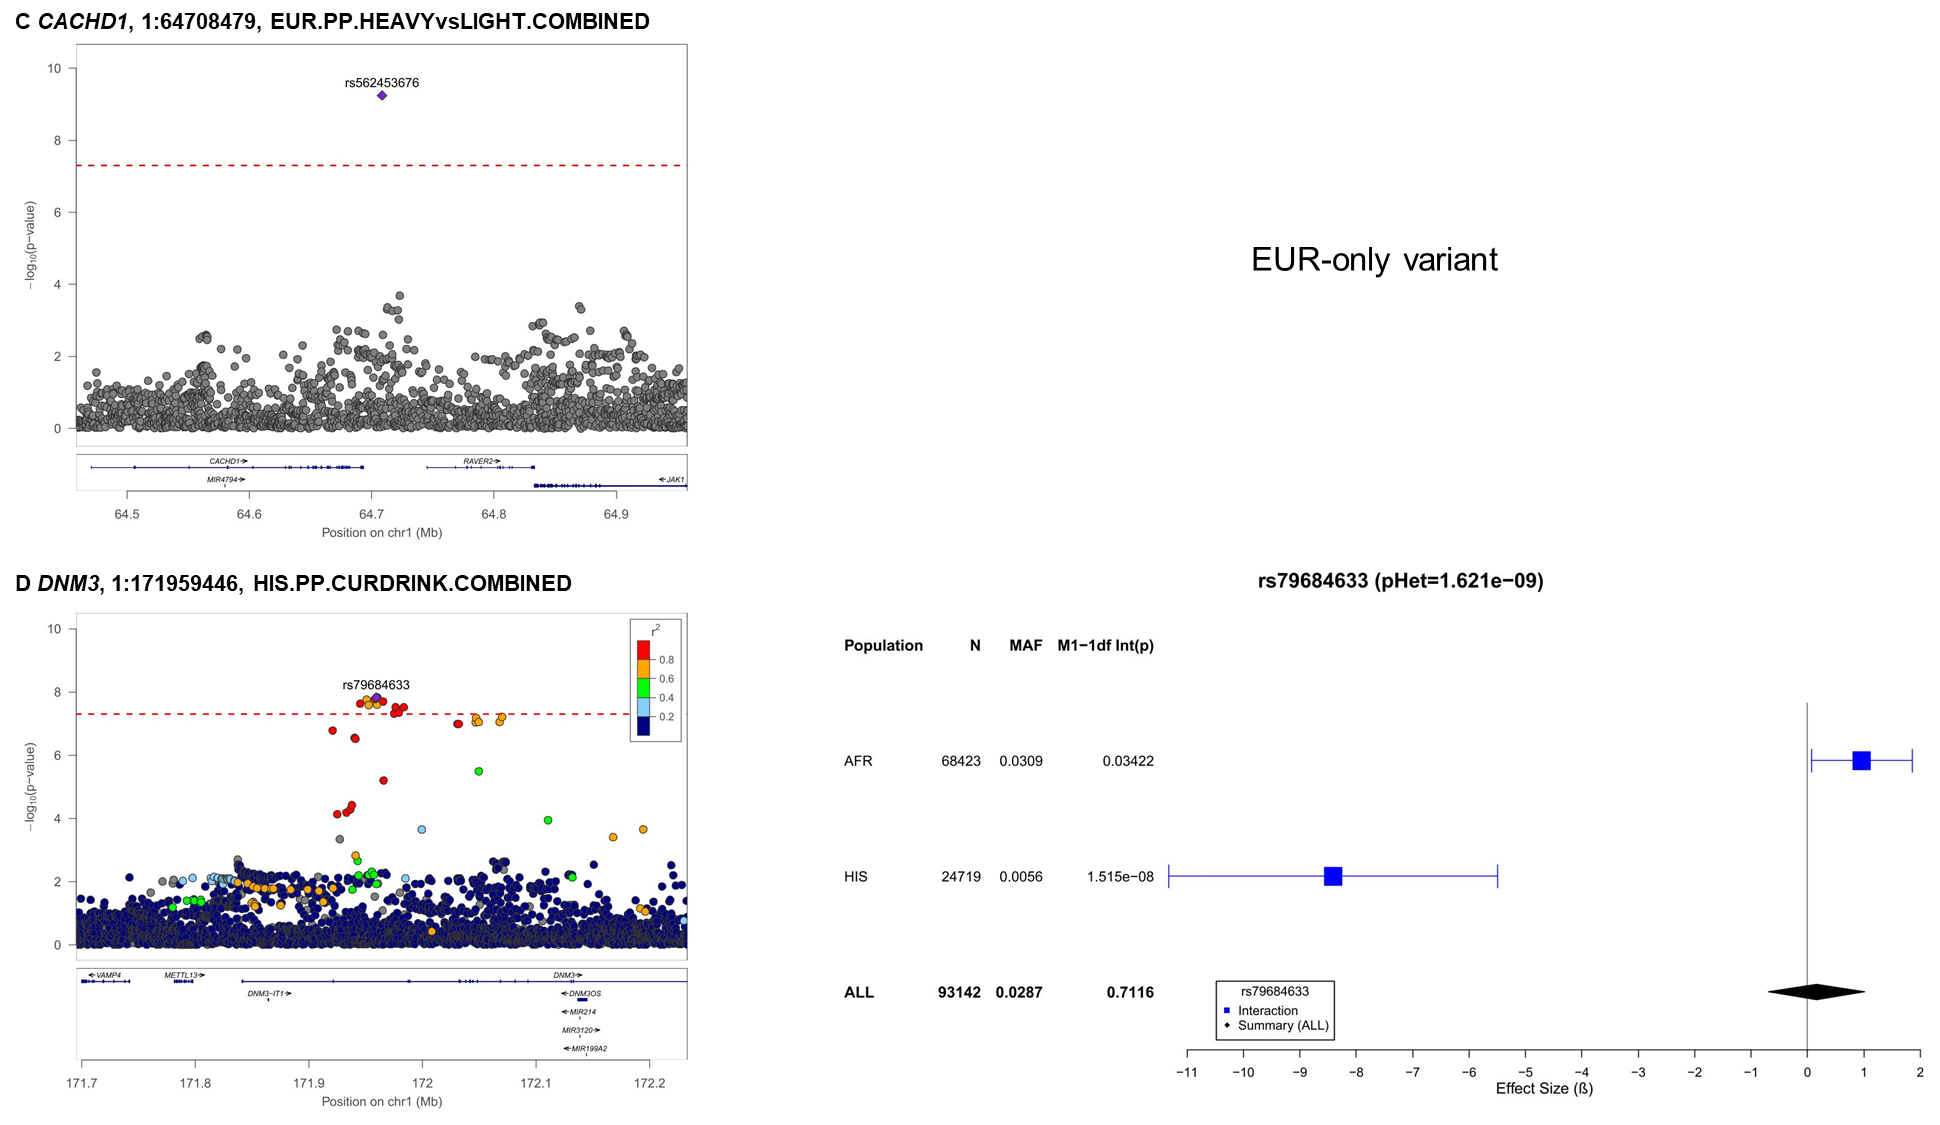 C CACHD1, 1:64708479, EUR.PP.HEAVYvsLIGHT.COMBINED
10
8
6
4
2
0
−log10(p−value)
rs562453676
CACHD1→
RAVER2→
MIR4794→
←JAK1
64.5 64.6 64.7 64.8 64.9
Position on chr1 (Mb)
EUR-only variant
D DNM3, 1:171959446, HIS.PP.CURDRINK.COMBINED
10
8
6
4
2
0
−log10(p−value)
rs79684633
r2
0.8
0.6
0.4
0.2
←VAMP4 METTL13→ DNM3→
DNM3−IT1→ ←DNM3OS
←MIR214
MIR3120→
←MIR199A2
171.7 171.8 171.9 172 172.1 172.2
Position on chr1 (Mb)
rs79684633 (pHet=1.621e−09)
Population N MAF M1−1df Int(p)
AFR 68423 0.0309 0.03422
HIS 24719 0.0056 1.515e−08
ALL 93142 0.0287 0.7116
rs79684633
Interaction
Summary (ALL)
−11 −10 −9 −8 −7 −6 −5 −4 −3 −2 −1 0 1 2
Effect Size (ß)